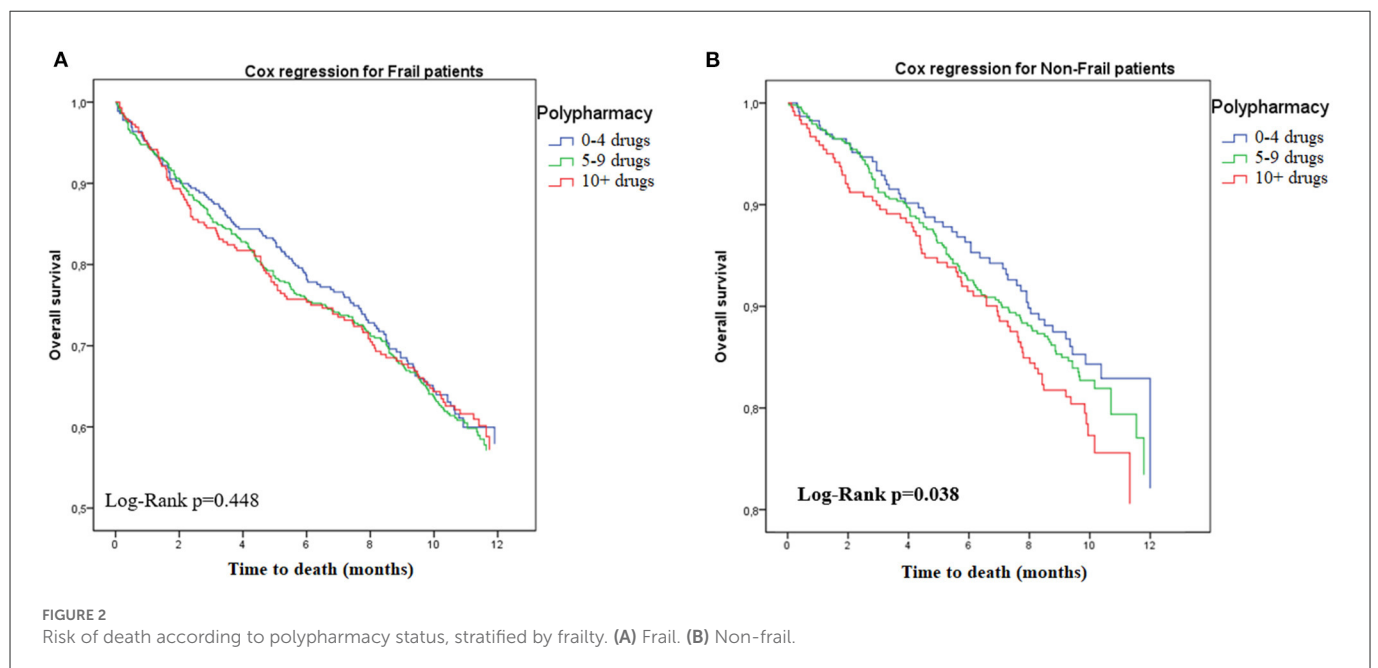 A
Cox regression for Frail patients
1,0
0,9
0,8
0,7
0,6
0,5
Overall survival
0 2 4 6 8 10 12
Time to death (months)
Log-Rank p=0.448
Polypharmacy
0-4 drugs
5-9 drugs
10+ drugs
B
Cox regression for Non-Frail patients
1,0
0,9
0,9
0,8
0,8
Overall survival
0 2 4 6 8 10 12
Time to death (months)
Log-Rank p=0.038
Polypharmacy
0-4 drugs
5-9 drugs
10+ drugs
FIGURE 2
Risk of death according to polypharmacy status, stratified by frailty. (A) Frail. (B) Non-frail.